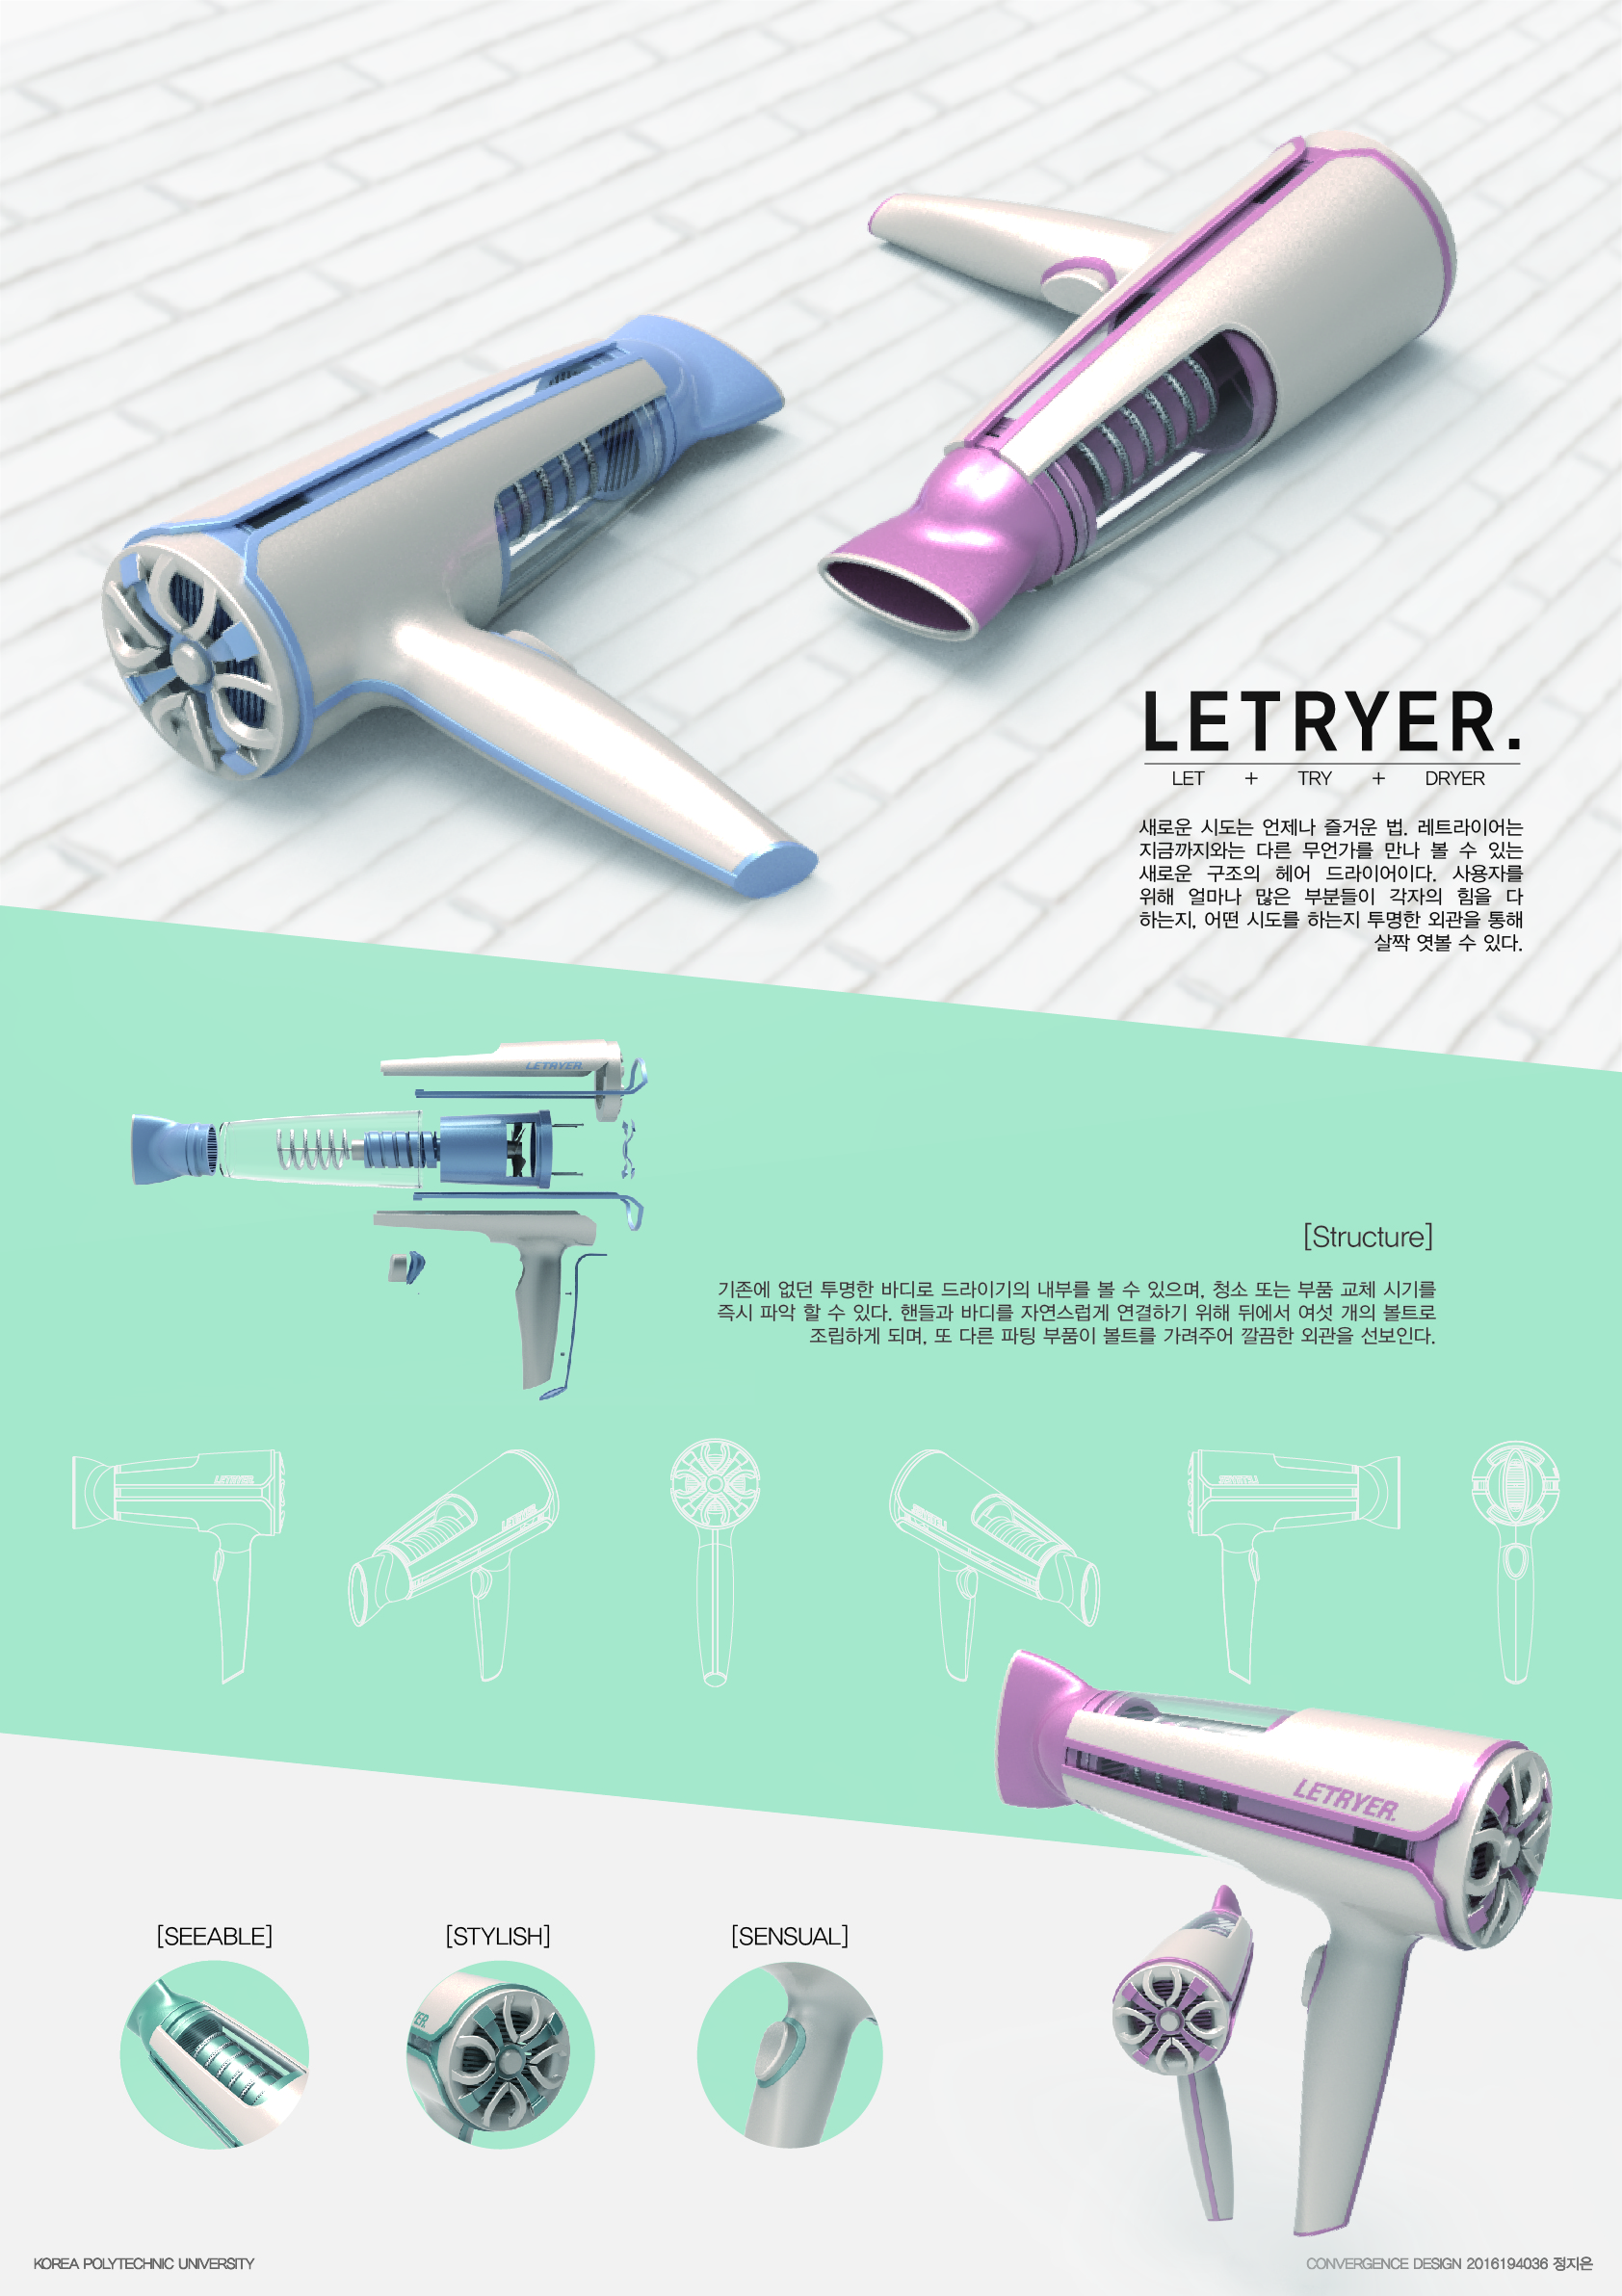 LETRYER.
LET + TRY + DRYER
새로운 시도는 언제나 즐거운 법. 레트라이어는
지금까지와는 다른 무언가를 만나 볼 수 있는
새로운 구조의 헤어 드라이어이다. 사용자를
위해 얼마나 많은 부분들이 각자의 힘을 다
하는지, 어떤 시도를 하는지 투명한 외관을 통해
살짝 엿볼 수 있다.
LETRYER.
[Structure]
기존에 없던 투명한 바디로 드라이기의 내부를 볼 수 있으며, 청소 또는 부품 교체 시기를
즉시 파악 할 수 있다. 핸들과 바디를 자연스럽게 연결하기 위해 뒤에서 여섯 개의 볼트로
조립하게 되며, 또 다른 파팅 부품이 볼트를 가려주어 깔끔한 외관을 선보인다.
LETRYER.
LETRYER.
LETRYER.
LETRYER.
LETRYER.
[SEEABLE]
[STYLISH]
[SENSUAL]
ER.
KOREA POLYTECHNIC UNIVERSITY
CONVERGENCE DESIGN 2016194036 정지은